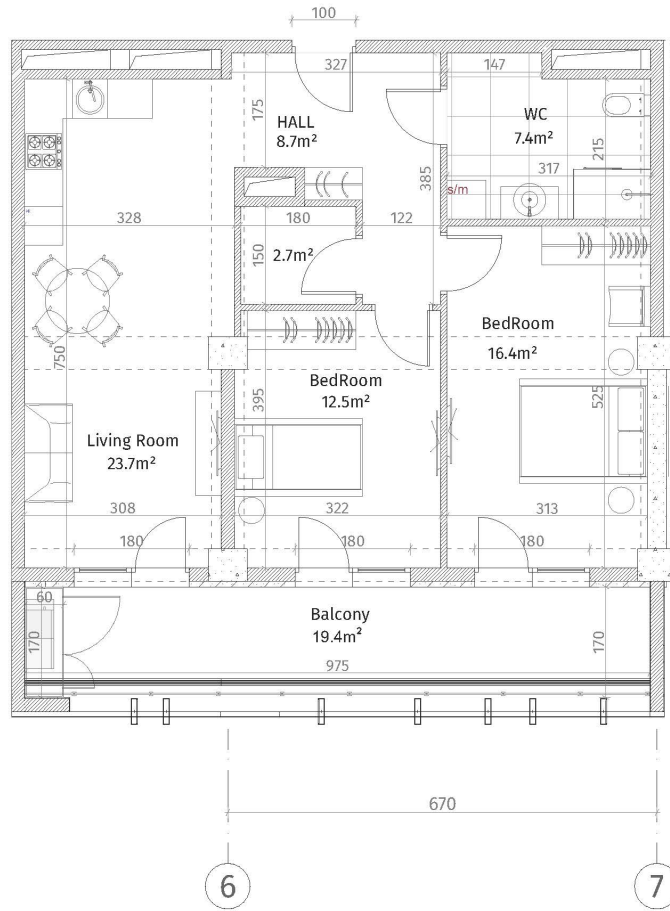 100
327
147
175
HALL
8.7m²
WC
7.4m²
215
317
385
s/m
328
180
122
150
2.7m²
BedRoom
16.4m²
750
BedRoom
12.5m²
395
525
Living Room
23.7m²
308
322
313
180
180
180
60
Balcony
19.4m²
170
170
975
670
6
7